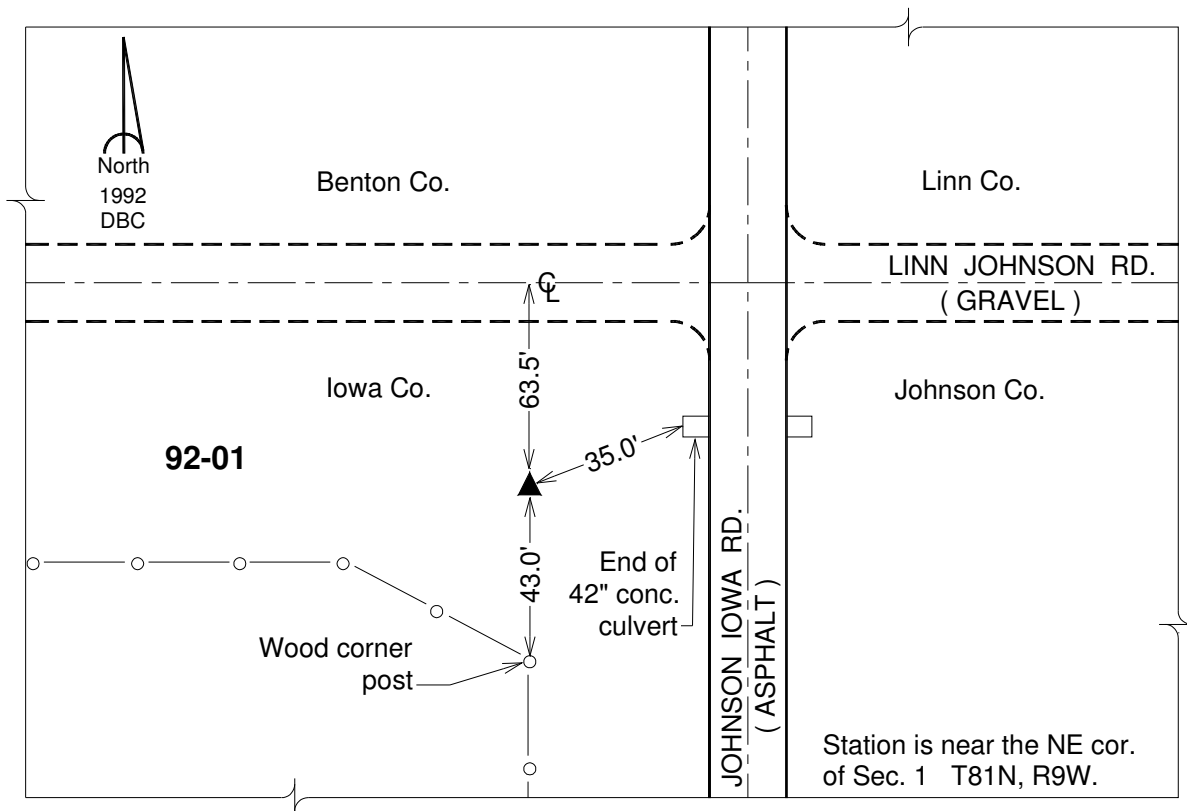 North
1992
DBC
Benton Co.
Linn Co.
LINN JOHNSON RD.
( GRAVEL )
℄
63.5'
Iowa Co.
Johnson Co.
92-01
35.0'
43.0'
End of
42" conc.
culvert
JOHNSON IOWA RD.
( ASPHALT )
Wood corner
post
Station is near the NE cor.
of Sec. 1 T81N, R9W.